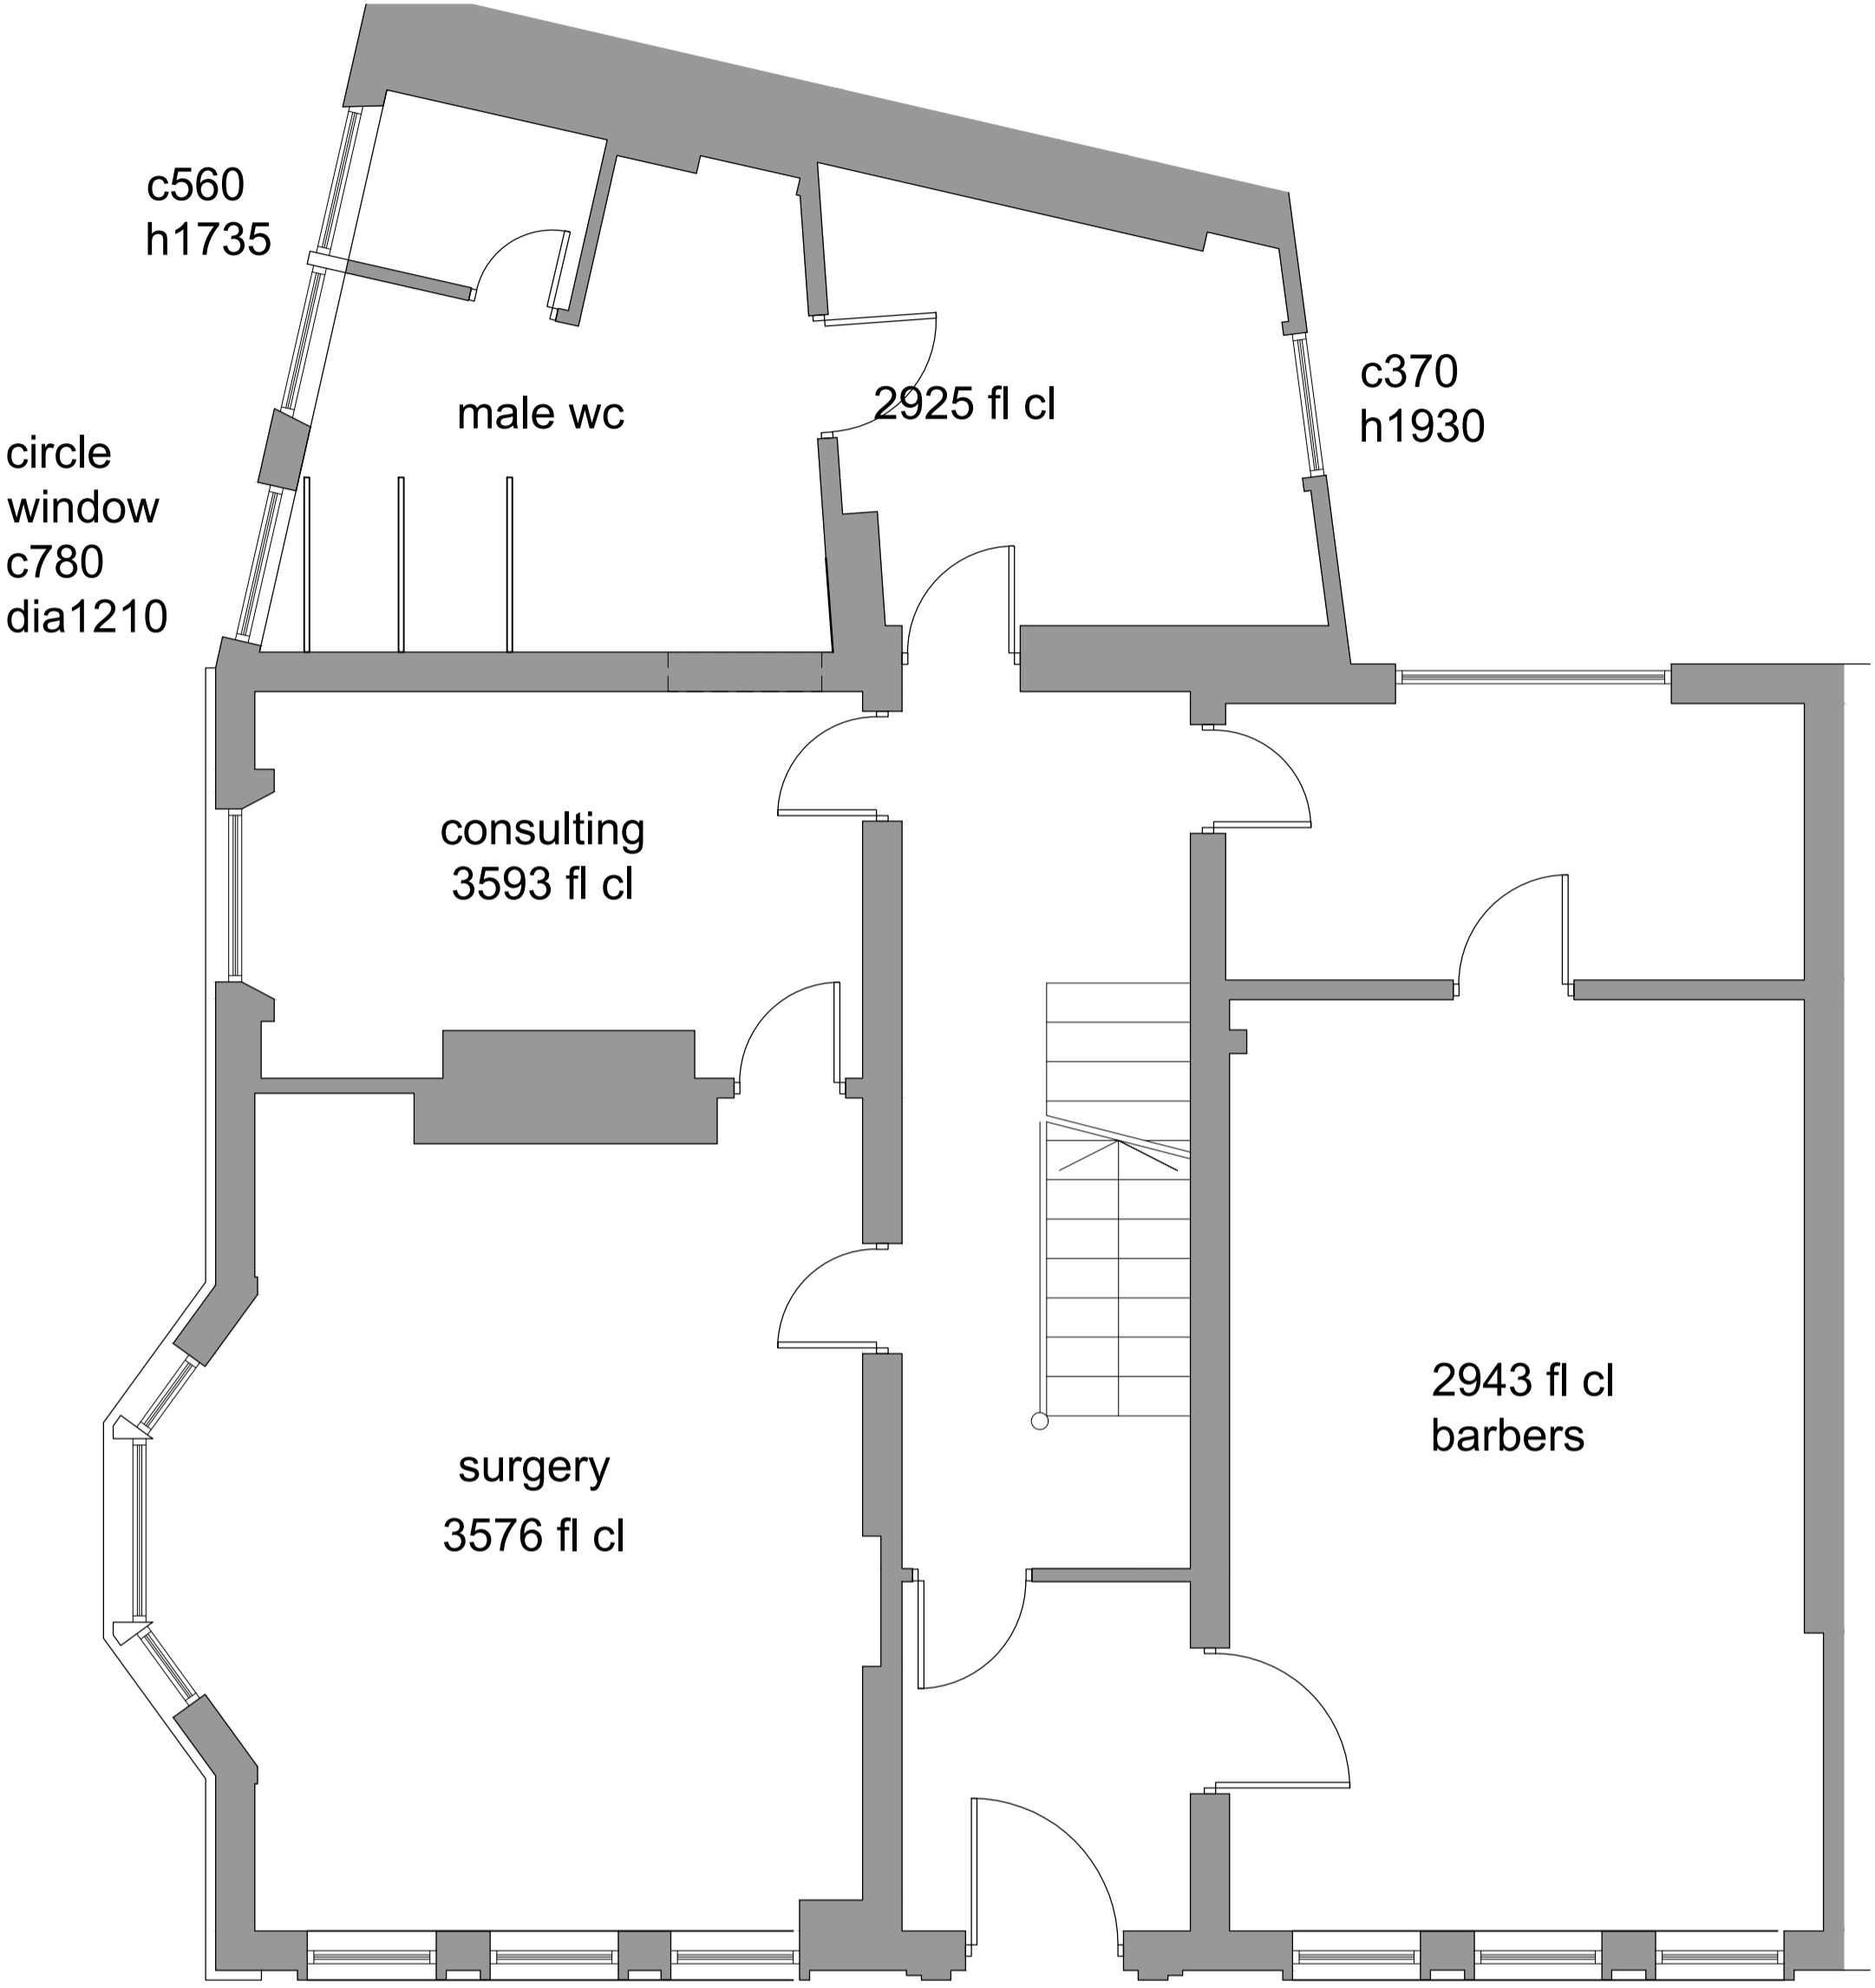 c560
h1735
male wc
2925 fl cl
c370
h1930
circle
window
c780
dia1210
consulting
3593 fl cl
2943 fl cl
barbers
surgery
3576 fl cl